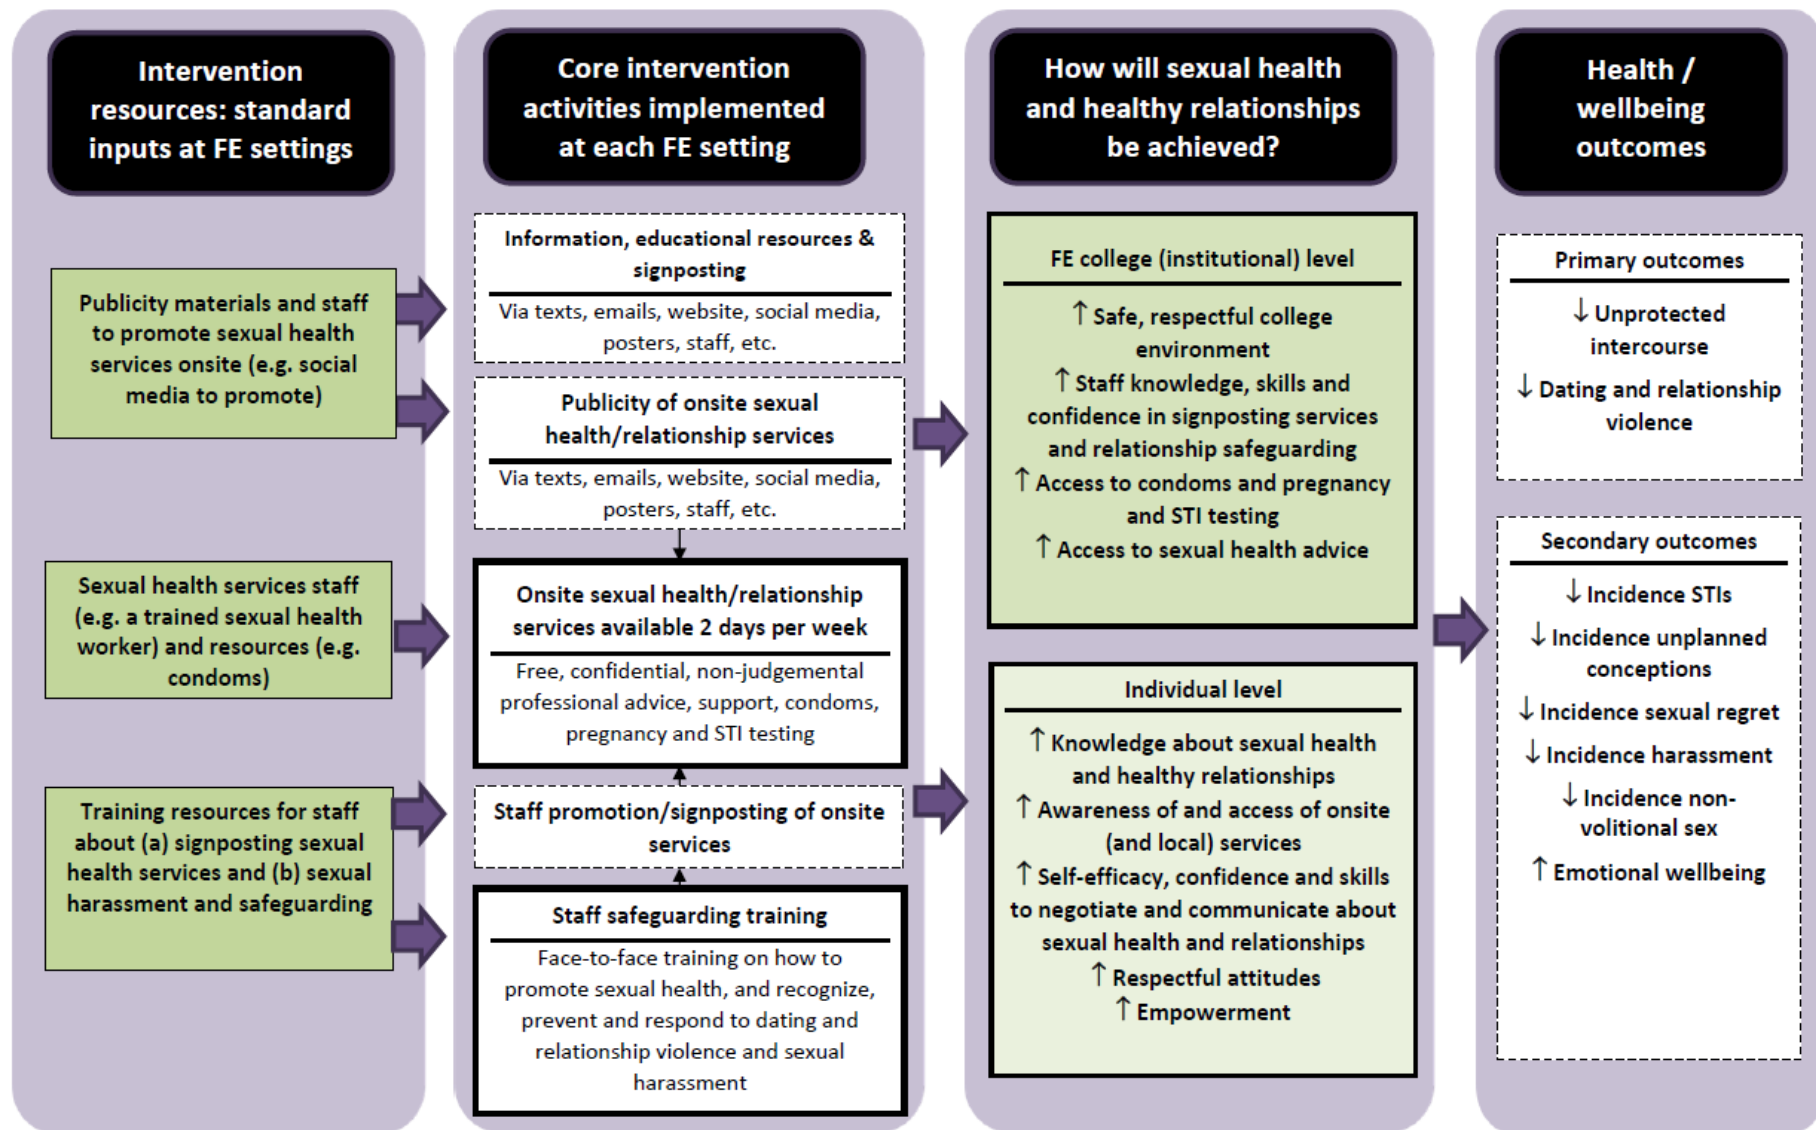 Intervention
resources: standard
inputs at FE settings
Publicity materials and staff
to promote sexual health
services onsite (e.g. social
media to promote)
Sexual health services staff
(e.g. a trained sexual health
worker) and resources (e.g.
condoms)
Training resources for staff
about (a) signposting sexual
health services and (b) sexual
harassment and safeguarding
Core intervention
activities implemented
at each FE setting
Information, educational resources &
signposting
Via texts, emails, website, social media,
posters, staff, etc.
Publicity of onsite sexual
health/relationship services
Via texts, emails, website, social media,
posters, staff, etc.
Onsite sexual health/relationship
services available 2 days per week
Free, confidential, non-judgemental
professional advice, support, condoms,
pregnancy and STI testing
Staff promotion/signposting of onsite
services
Staff safeguarding training
Face-to-face training on how to
promote sexual health, and recognize,
prevent and respond to dating and
relationship violence and sexual
harassment
How will sexual health
and healthy relationships
be achieved?
FE college (institutional) level
↑ Safe, respectful college
environment
↑ Staff knowledge, skills and
confidence in signposting services
and relationship safeguarding
↑ Access to condoms and pregnancy
and STI testing
↑ Access to sexual health advice
Individual level
↑ Knowledge about sexual health
and healthy relationships
↑ Awareness of and access of onsite
(and local) services
↑ Self-efficacy, confidence and skills
to negotiate and communicate about
sexual health and relationships
↑ Respectful attitudes
↑ Empowerment
Health /
wellbeing
outcomes
Primary outcomes
↓ Unprotected
intercourse
↓ Dating and relationship
violence
Secondary outcomes
↓ Incidence STIs
↓ Incidence unplanned
conceptions
↓ Incidence sexual regret
↓ Incidence harassment
↓ Incidence non-
volitional sex
↑ Emotional wellbeing